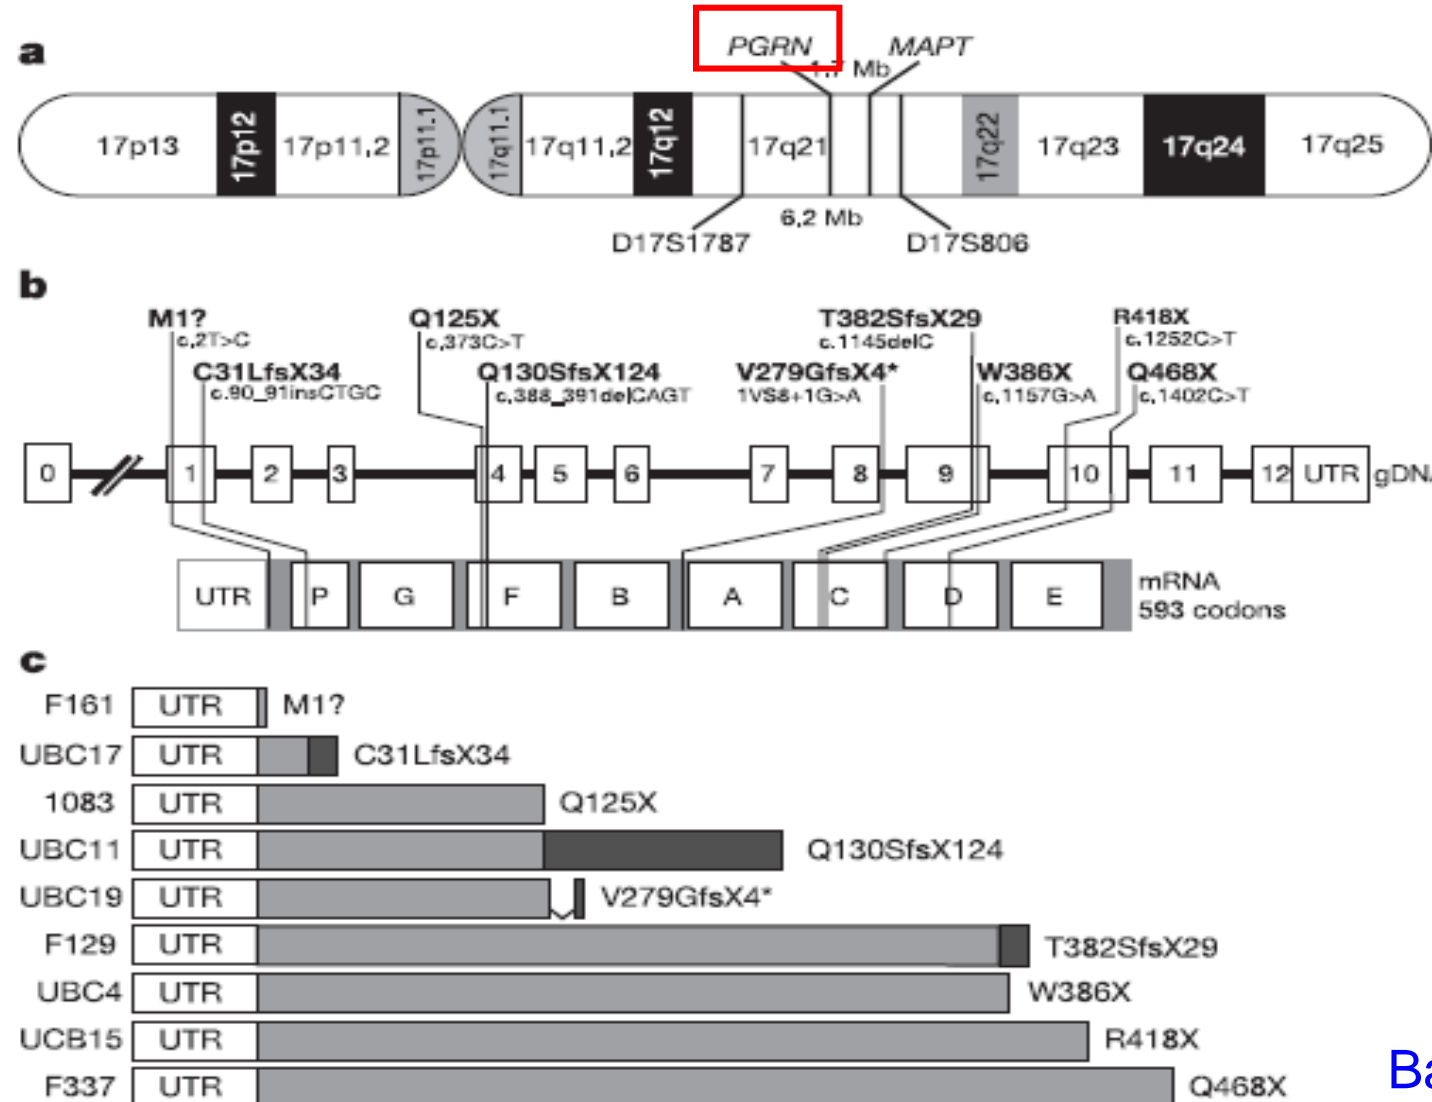 a
PGRN MAPT
1,7 Mb
17p13 17p12 17p11,2 17p11.1 17q11.1 17q11,2 17q12 17q21 17q22 17q23 17q24 17q25
6,2 Mb
D17S1787 D17S806
b
M1? Q125X T382SfsX29 R418X
c,2T>C c,373C>T c.1145delC c.1252C>T
C31LfsX34 Q130SfsX124 V279GfsX4* W386X Q468X
c.90_91insCTGC c,388_391delCAGT 1VS8+1G>A c,1157G>A c,1402C>T
0 1 2 3 4 5 6 7 8 9 10 11 12 UTR gDN
UTR P G F B A C D E mRNA
593 codons
c
F161 UTR M1?
UBC17 UTR C31LfsX34
1083 UTR Q125X
UBC11 UTR Q130SfsX124
UBC19 UTR V279GfsX4*
F129 UTR T382SfsX29
UBC4 UTR W386X
UCB15 UTR R418X
F337 UTR Q468X
Ba